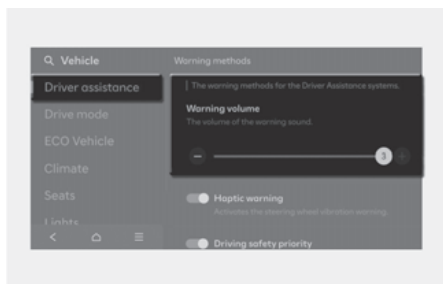 Vehicle
Warning methods
Driver assistance
The warning methods for the Driver Assistance systems.
Drive mode
Warning volume
The volume of the warning sound.
ECO Vehicle
3
Climate
Seats
Haptic warning
Activates the steering wheel vibration warning.
Lights
Driving safety priority